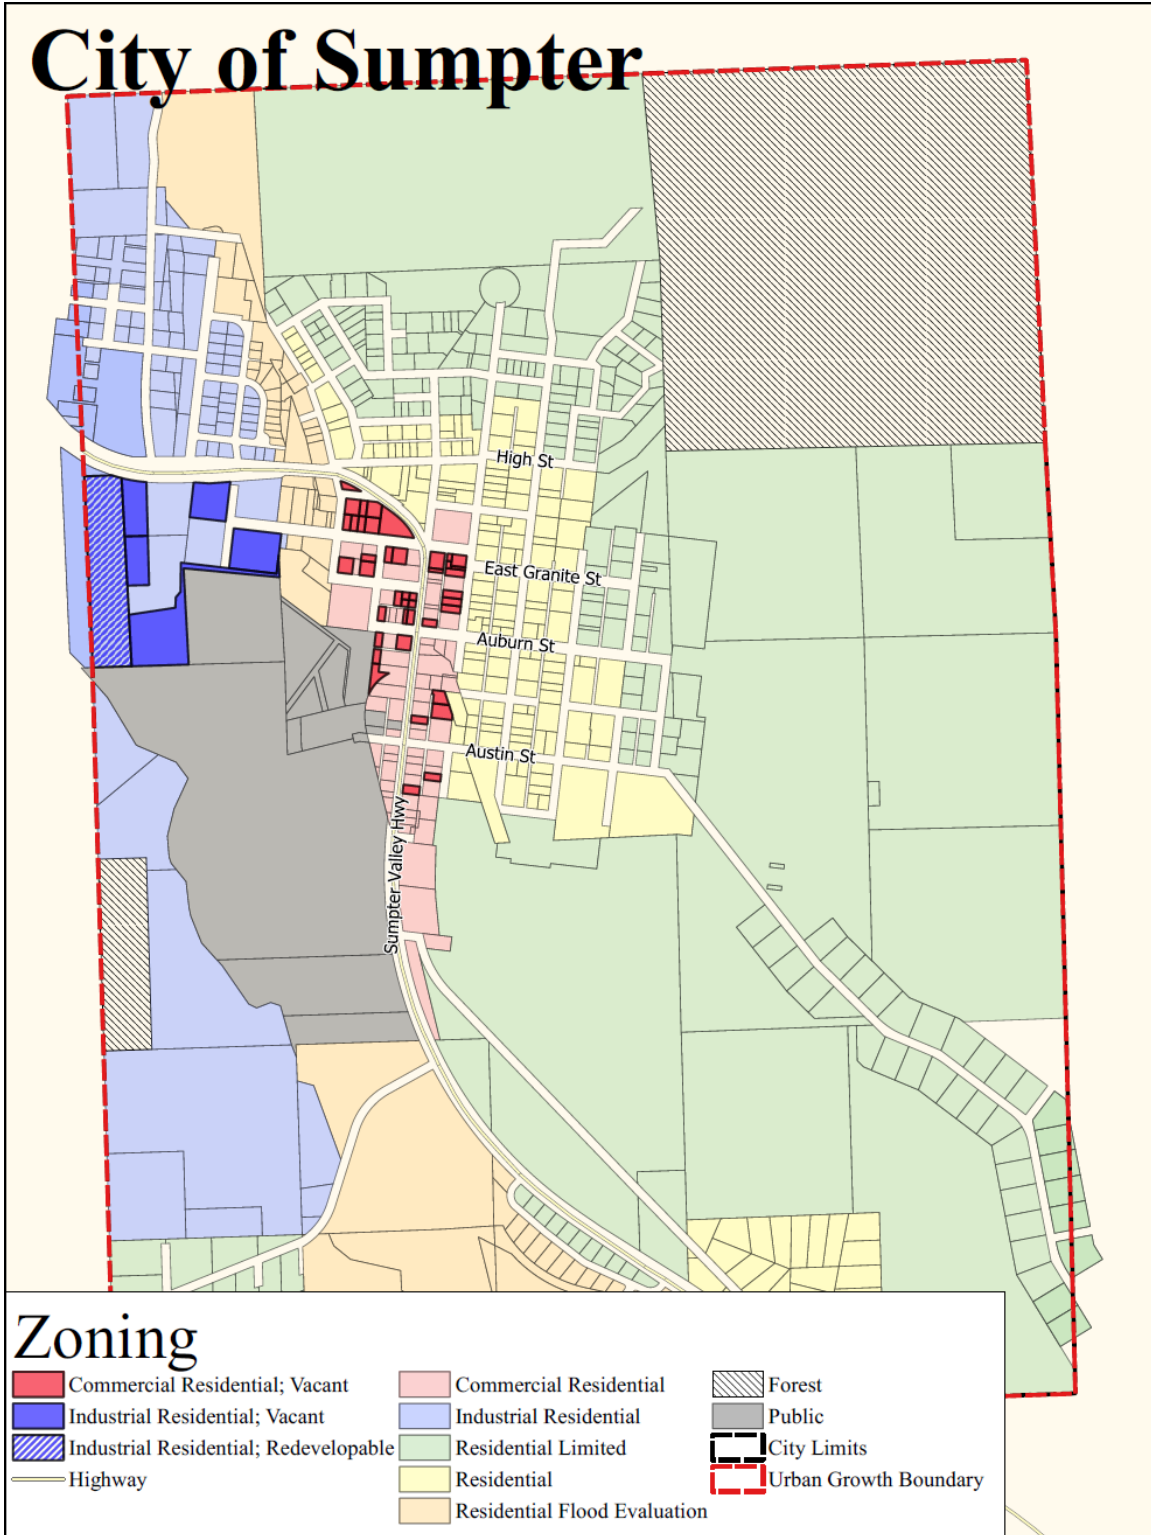 City of Sumpter
High St
East Granite St
Auburn St
Austin St
Sumpter Valley Hwy
Zoning
Commercial Residential; Vacant
Industrial Residential; Vacant
Industrial Residential; Redevelopable
Highway
Commercial Residential
Industrial Residential
Residential Limited
Residential
Residential Flood Evaluation
Forest
Public
City Limits
Urban Growth Boundary